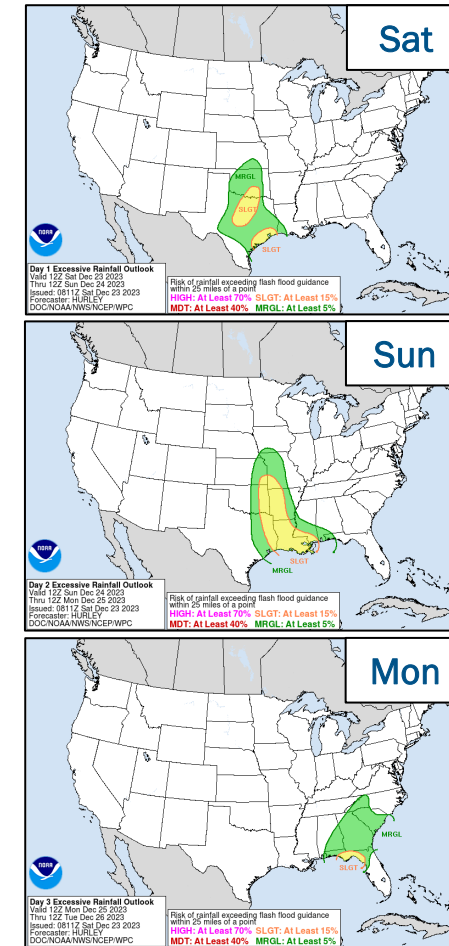 Sat
MRGL
SLGT
SLGT
NOAA
Day 1 Excessive Rainfall Outlook
Valid 12Z Sat Dec 23 2023
Thru 12Z Sun Dec 24 2023
Issued: 0811Z Sat Dec 23 2023
Forecaster: HURLEY
DOC/NOAA/NWS/NCEP/WPC
Risk of rainfall exceeding flash flood guidance
within 25 miles of a point
HIGH: At Least 70% SLGT: At Least 15%
MDT: At Least 40% MRGL: At Least 5%
Sun
SLGT
MRGL
NOAA
Day 2 Excessive Rainfall Outlook
Valid 12Z Sun Dec 24 2023
Thru 12Z Mon Dec 25 2023
Issued: 0811Z Sat Dec 23 2023
Forecaster: HURLEY
DOC/NOAA/NWS/NCEP/WPC
Risk of rainfall exceeding flash flood guidance
within 25 miles of a point
HIGH: At Least 70% SLGT: At Least 15%
MDT: At Least 40% MRGL: At Least 5%
Mon
MRGL
SLGT
NOAA
Day 3 Excessive Rainfall Outlook
Valid 12Z Mon Dec 25 2023
Thru 12Z Tue Dec 26 2023
Issued: 0811Z Sat Dec 23 2023
Forecaster: HURLEY
DOC/NOAA/NWS/NCEP/WPC
Risk of rainfall exceeding flash flood guidance
within 25 miles of a point
HIGH: At Least 70% SLGT: At Least 15%
MDT: At Least 40% MRGL: At Least 5%